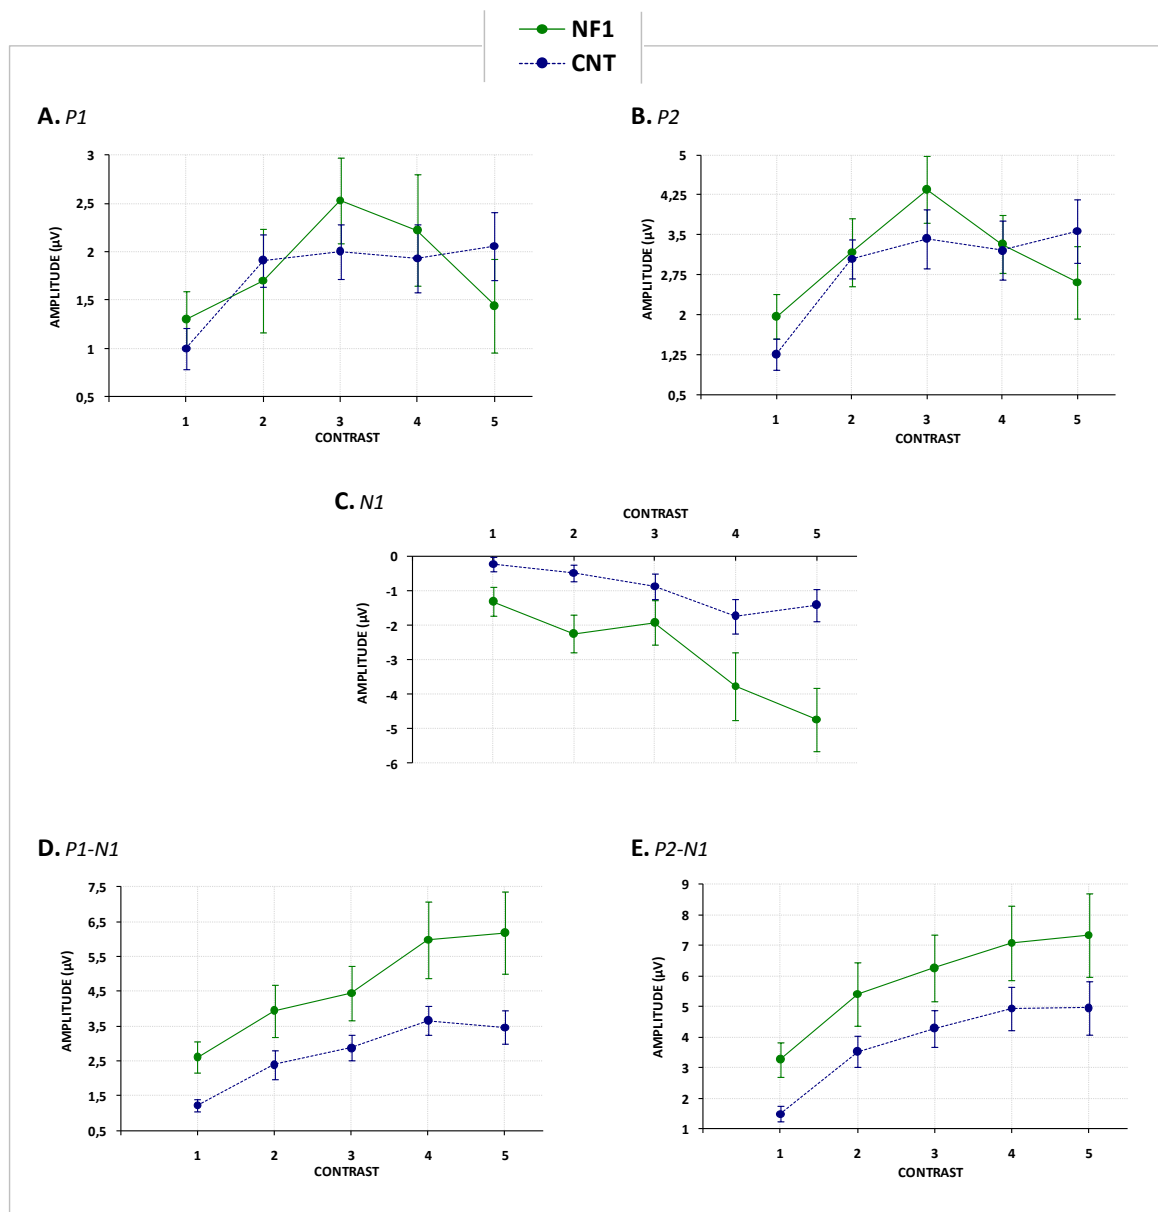 NF1
CNT
A. P1
AMPLITUDE (µV)
3
2,5
2
1,5
1
0,5
1 2 3 4 5
CONTRAST
B. P2
AMPLITUDE (µV)
5
4,25
3,5
2,75
2
1,25
0,5
1 2 3 4 5
CONTRAST
C. N1
CONTRAST
1 2 3 4 5
AMPLITUDE (µV)
0
-1
-2
-3
-4
-5
-6
D. P1-N1
AMPLITUDE (µV)
7,5
6,5
5,5
4,5
3,5
2,5
1,5
0,5
1 2 3 4 5
CONTRAST
E. P2-N1
AMPLITUDE (µV)
9
8
7
6
5
4
3
2
1
1 2 3 4 5
CONTRAST